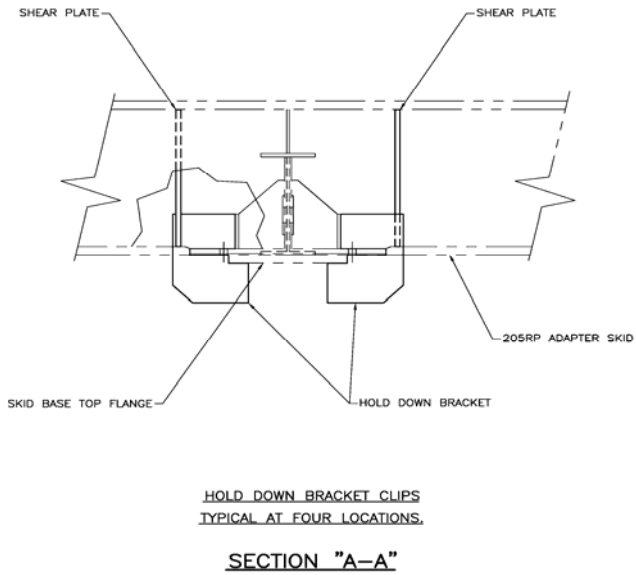 SHEAR PLATE
SHEAR PLATE
205RP ADAPTER SKID
SKID BASE TOP FLANGE
HOLD DOWN BRACKET
HOLD DOWN BRACKET CLIPS
TYPICAL AT FOUR LOCATIONS.
SECTION "A-A"